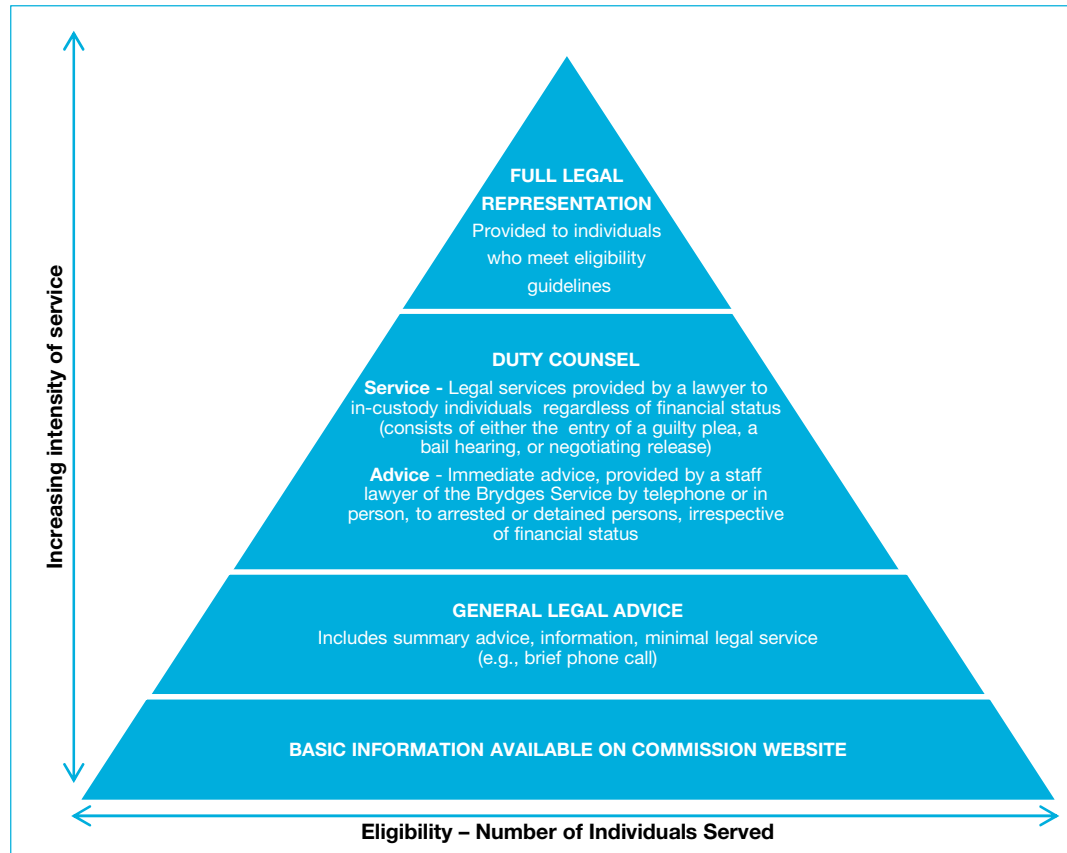 FULL LEGAL
REPRESENTATION
Provided to individuals
who meet eligibility
guidelines
DUTY COUNSEL
Service - Legal services provided by a lawyer to
in-custody individuals regardless of financial status
(consists of either the entry of a guilty plea, a
bail hearing, or negotiating release)
Advice - Immediate advice, provided by a staff
lawyer of the Brydges Service by telephone or in
person, to arrested or detained persons, irrespective
of financial status
GENERAL LEGAL ADVICE
Includes summary advice, information, minimal legal service
(e.g., brief phone call)
BASIC INFORMATION AVAILABLE ON COMMISSION WEBSITE
Increasing intensity of service
Eligibility – Number of Individuals Served